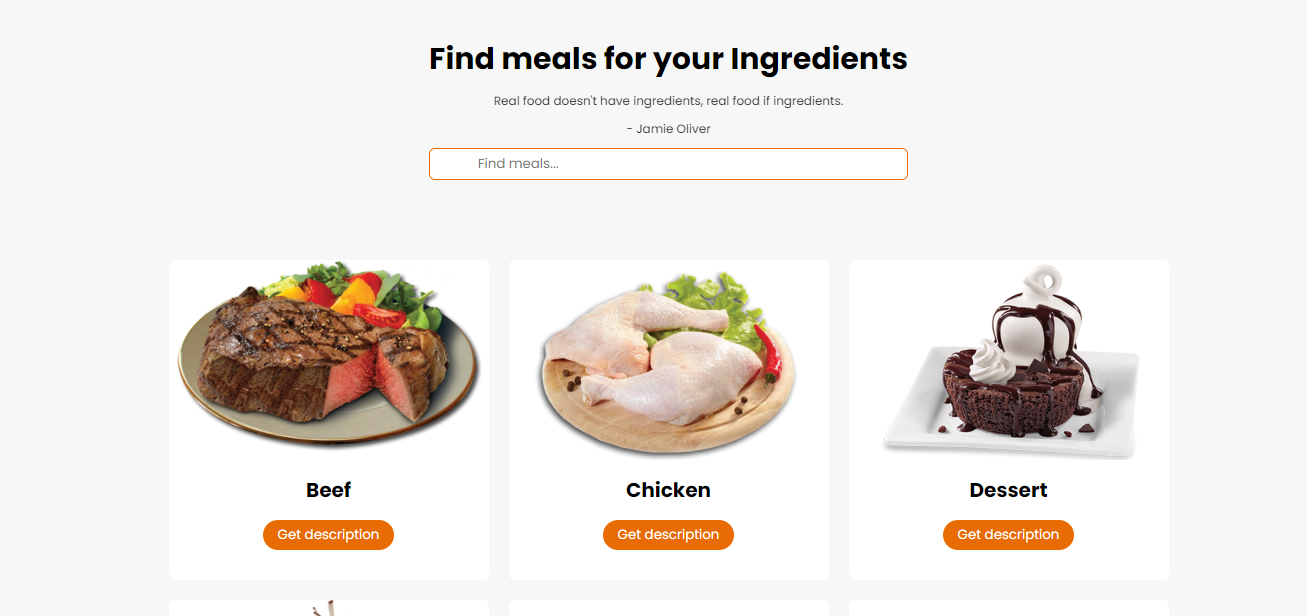 Find meals for your Ingredients
Real food doesn't have ingredients, real food if ingredients.
- Jamie Oliver
Find meals...
Beef
Chicken
Dessert
Get description
Get description
Get description